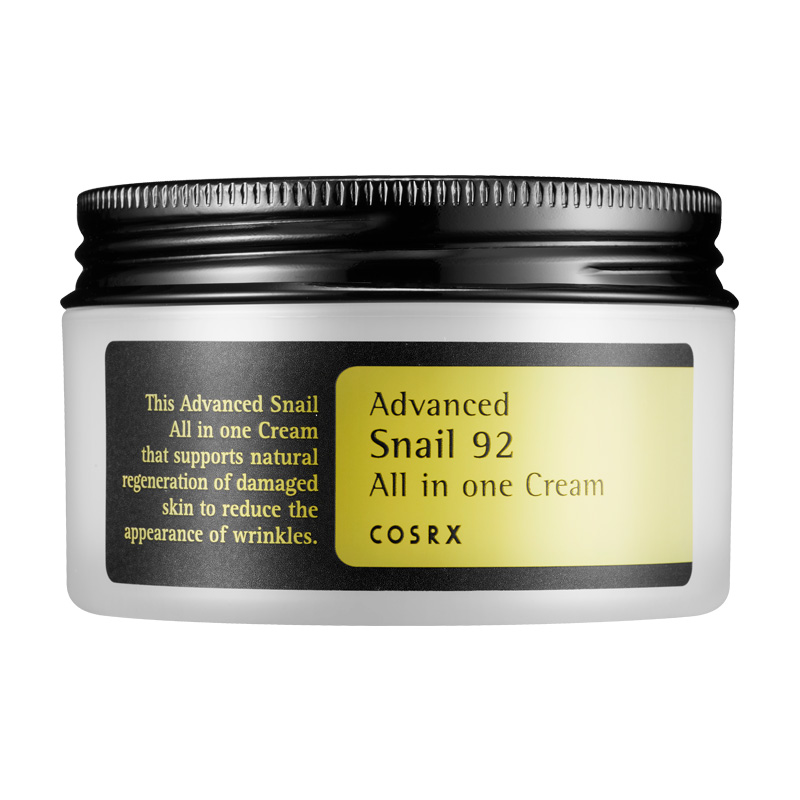 This Advanced Snail
All in one Cream
that supports natural
regeneration of damaged
skin to reduce the
appearance of wrinkles.
Advanced
Snail 92
All in one Cream
COSRX